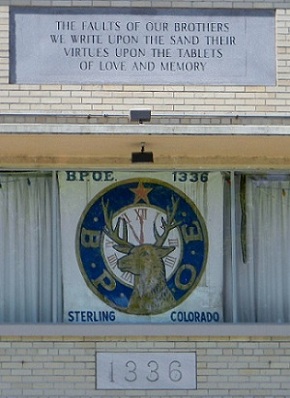 THE FAULTS OF OUR BROTHERS
WE WRITE UPON THE SAND THEIR
VIRTUES UPON THE TABLETS
OF LOVE AND MEMORY
B.P.O.E. 1336
B P O E
XII
STERLING COLORADO
1336